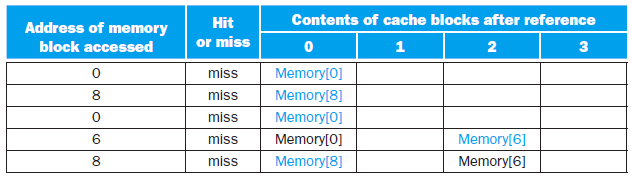 Address of memory block accessed Hit or miss Contents of cache blocks after reference
0 1 2 3
0 miss Memory[0]
8 miss Memory[8]
0 miss Memory[0]
6 miss Memory[0] Memory[6]
8 miss Memory[8] Memory[6]